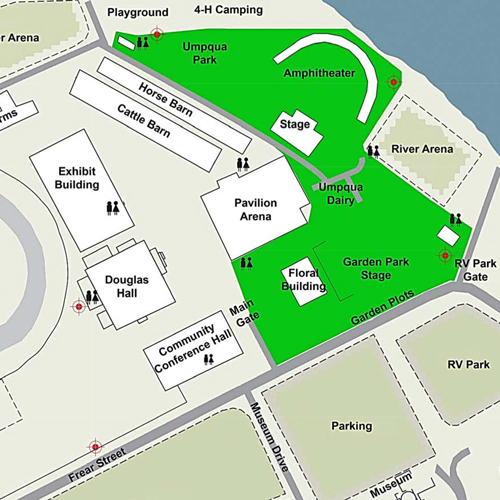 Playground
4-H Camping
er Arena
Umpqua
Park
Amphitheater
Horse Barn
Cattle Barn
Stage
River Arena
Exhibit
Building
Umpqua
Dairy
Pavilion
Arena
Garden Park
Stage
RV Park
Gate
Floral
Building
Douglas
Hall
Main
Gate
Garden Plots
Community
Conference Hall
RV Park
Parking
Museum Drive
Frear Street
Museum